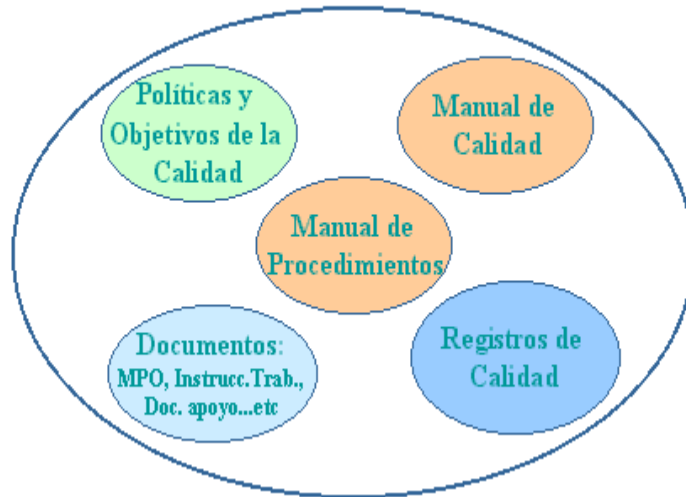 Políticas y
Objetivos de la
Calidad
Manual de
Calidad
Manual de
Procedimientos
Documentos:
MPO, Instrucc.Trab.,
Doc. apoyo...etc
Registros de
Calidad